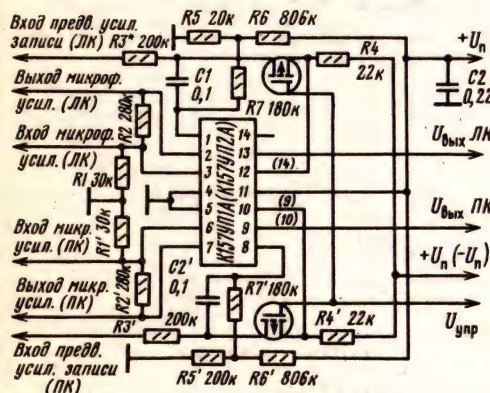 Вход предв. усил.
записи (ЛК)
R3* 200к
R5 20к
R6 806к
R4
22к
+Uп
C2
0,22
Выход микроф.
усил. (ЛК)
R2 280к
C1
0,1
R7 180к
Вход микроф.
усил. (ЛК)
R1 30к
К157УП1А(К157УП2А)
1 14
2 13
3 12
4 11
5 10
6 9
7 8
(14)
(9)
(10)
Uвых ЛК
Uвых ПК
R1' 30к
Вход микр.
усил. (ПК)
R2' 280к
Выход микр.
усил. (ПК)
C2'
0,1
R7' 180к
+Uп (-Uп)
Uупр
R3'
200к
R4' 22к
Вход предв.
усил. записи
(ПК)
R5' 200к
R6' 806к